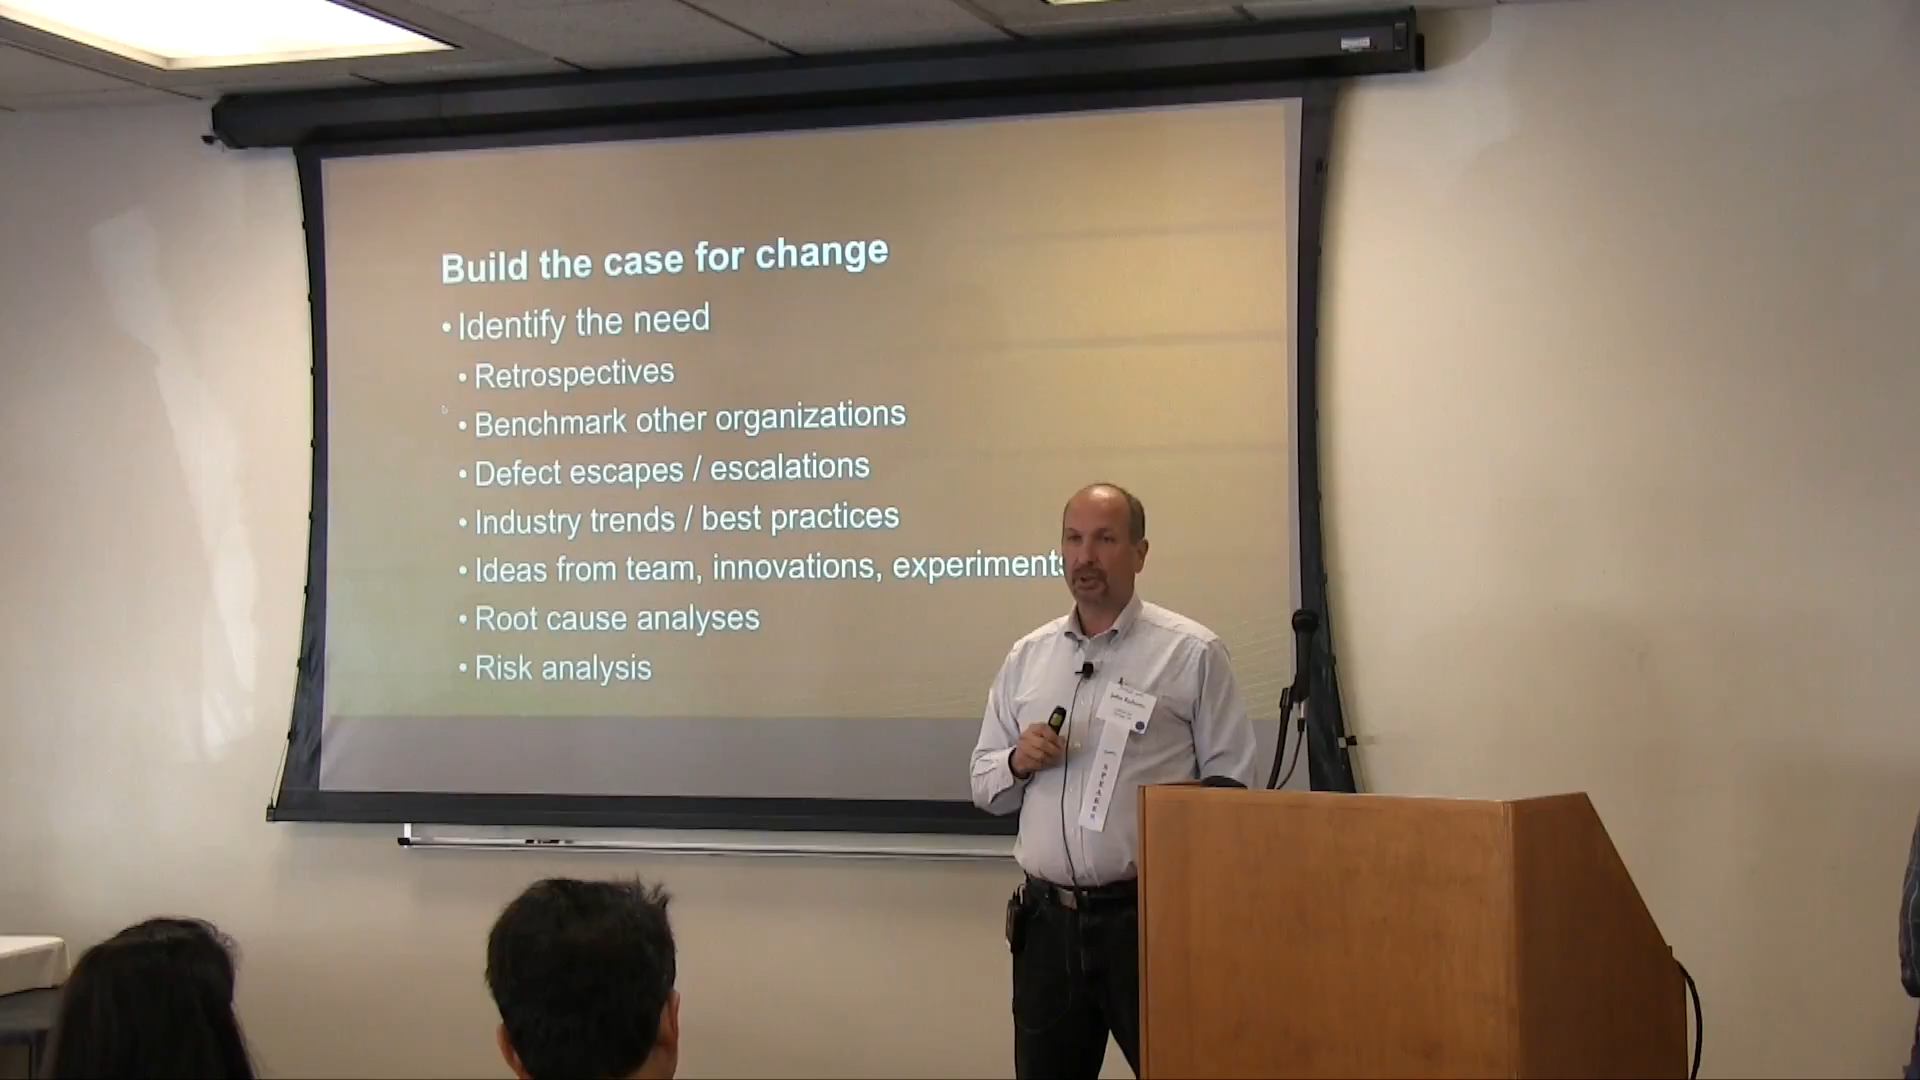 Build the case for change
• Identify the need
• Retrospectives
• Benchmark other organizations
• Defect escapes / escalations
• Industry trends / best practices
• Ideas from team, innovations, experiments
• Root cause analyses
• Risk analysis
SPEAKER